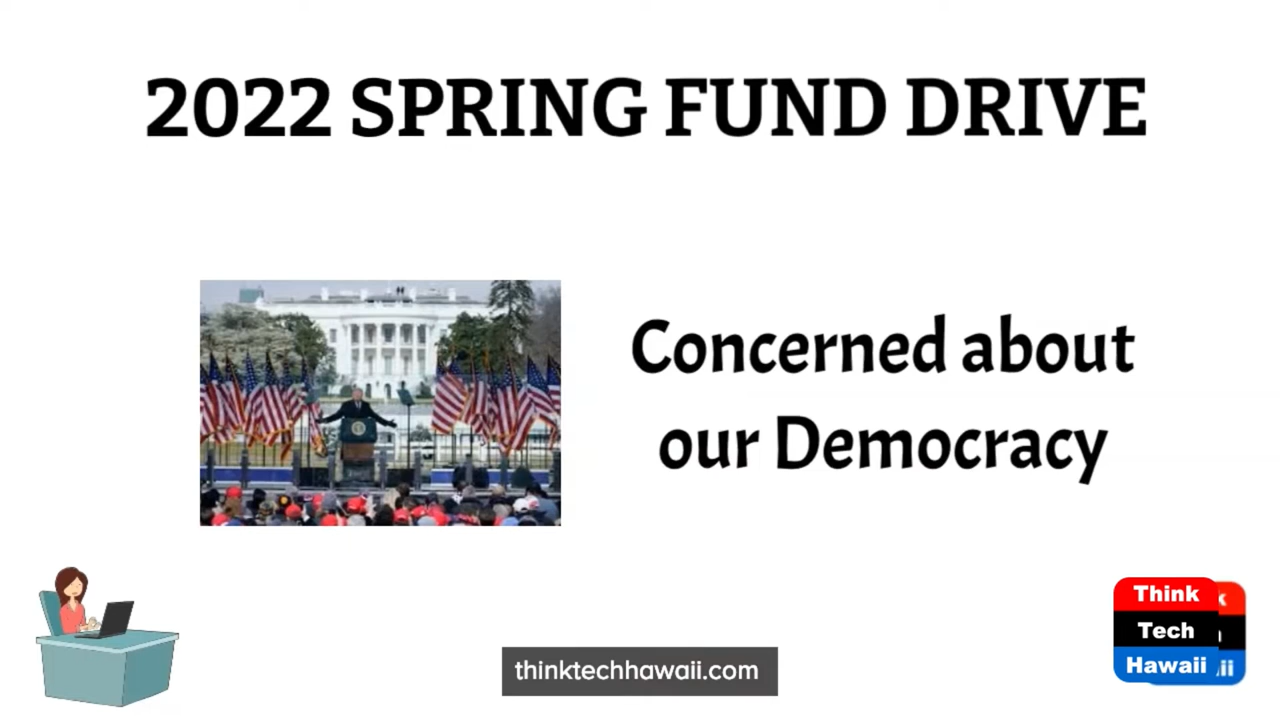 2022 SPRING FUND DRIVE
Concerned about
our Democracy
Think
Tech
Hawaii
thinktechhawaii.com